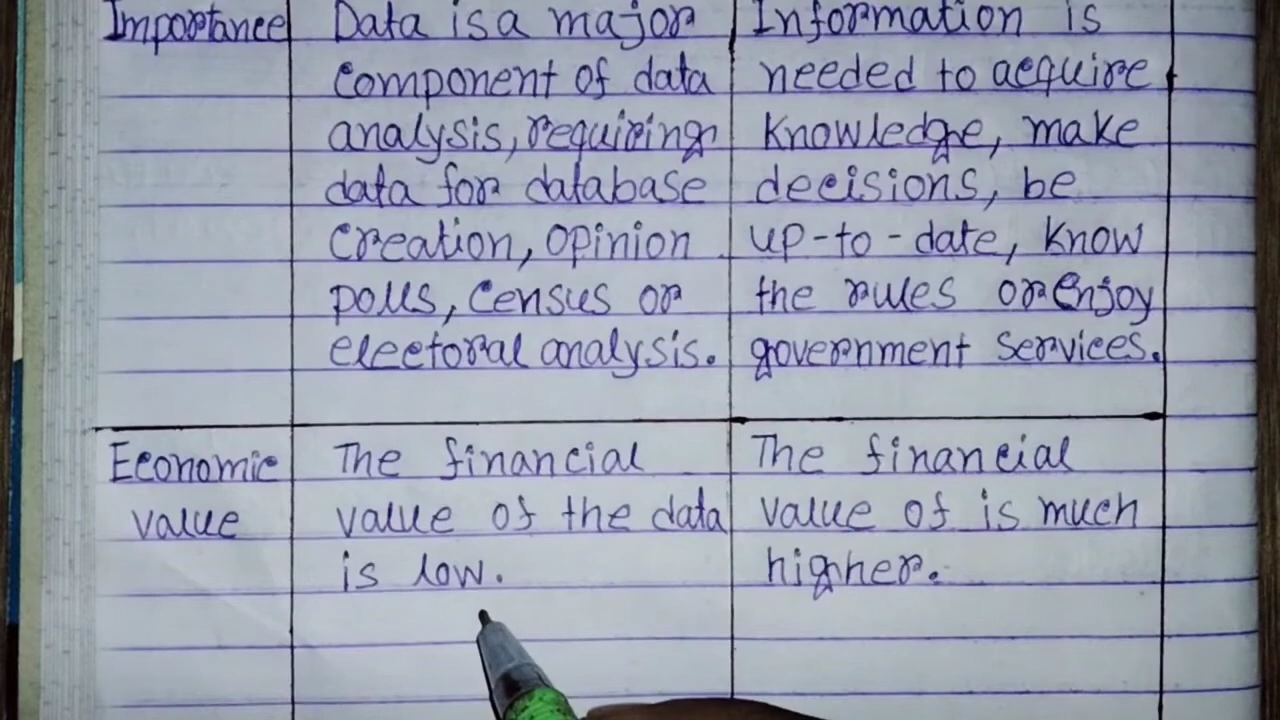 Importance
Data is a major
component of data
analysis, requiring
data for database
creation, opinion
polls, census or
electoral analysis.
Information is
needed to acquire
knowledge, make
decisions, be
up-to-date, know
the rules or enjoy
government services.
Economic
value
The financial
value of the data
is low.
The financial
value of is much
higher.